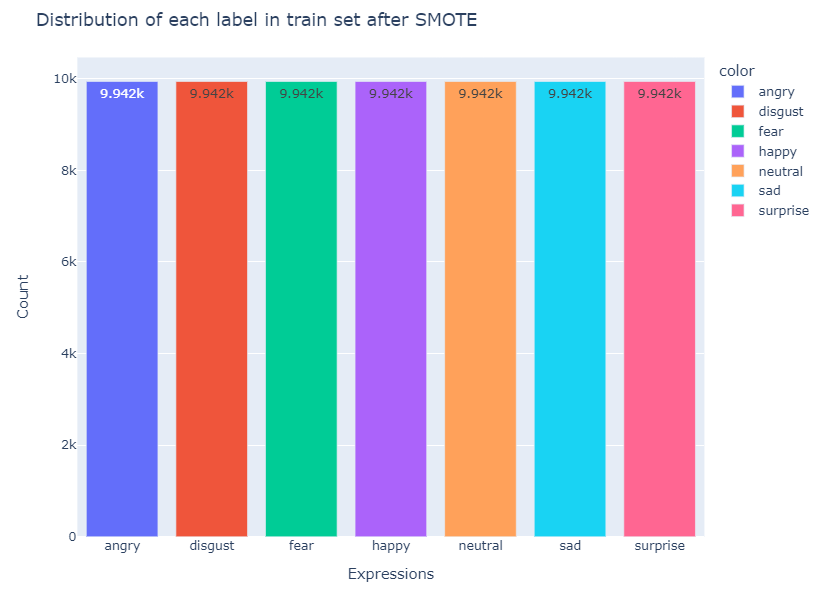 Distribution of each label in train set after SMOTE
10k
8k
6k
4k
2k
0
Count
9.942k
9.942k
9.942k
9.942k
9.942k
9.942k
9.942k
angry
disgust
fear
happy
neutral
sad
surprise
Expressions
color
angry
disgust
fear
happy
neutral
sad
surprise